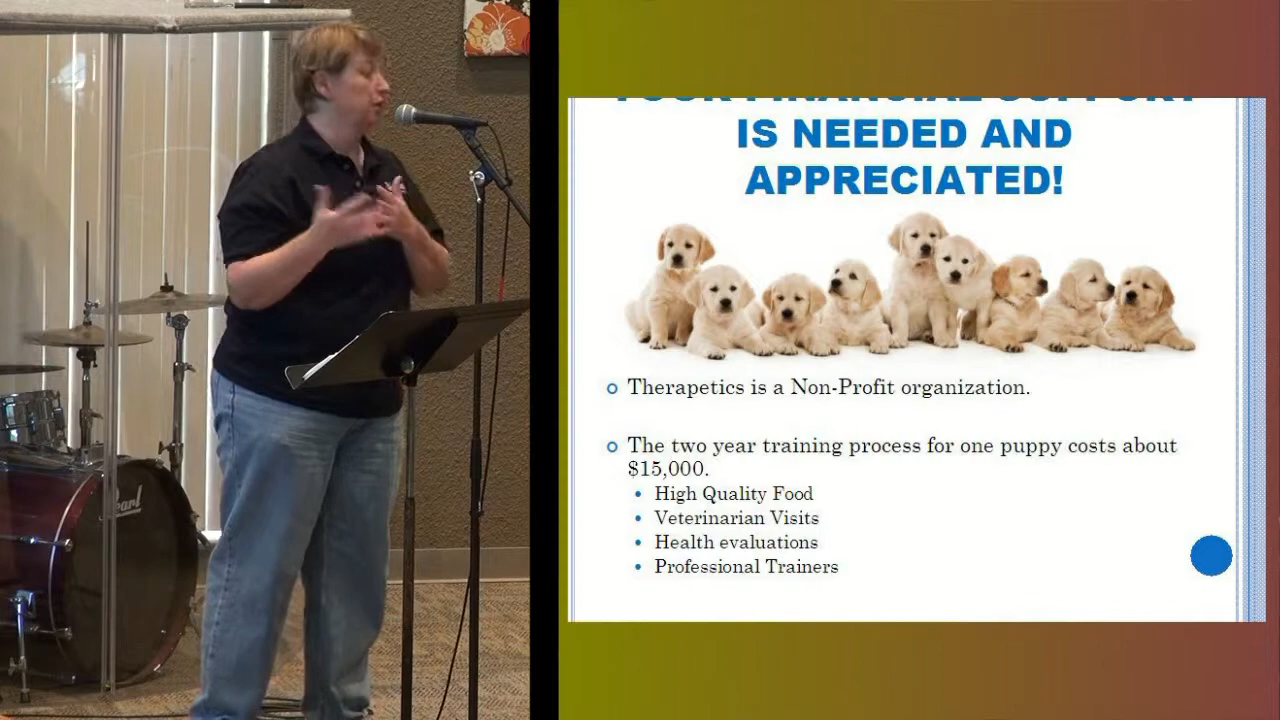 YOUR FINANCIAL SUPPORT
IS NEEDED AND
APPRECIATED!
Therapetics is a Non-Profit organization.
The two year training process for one puppy costs about
$15,000.
High Quality Food
Veterinarian Visits
Health evaluations
Professional Trainers
Pearl